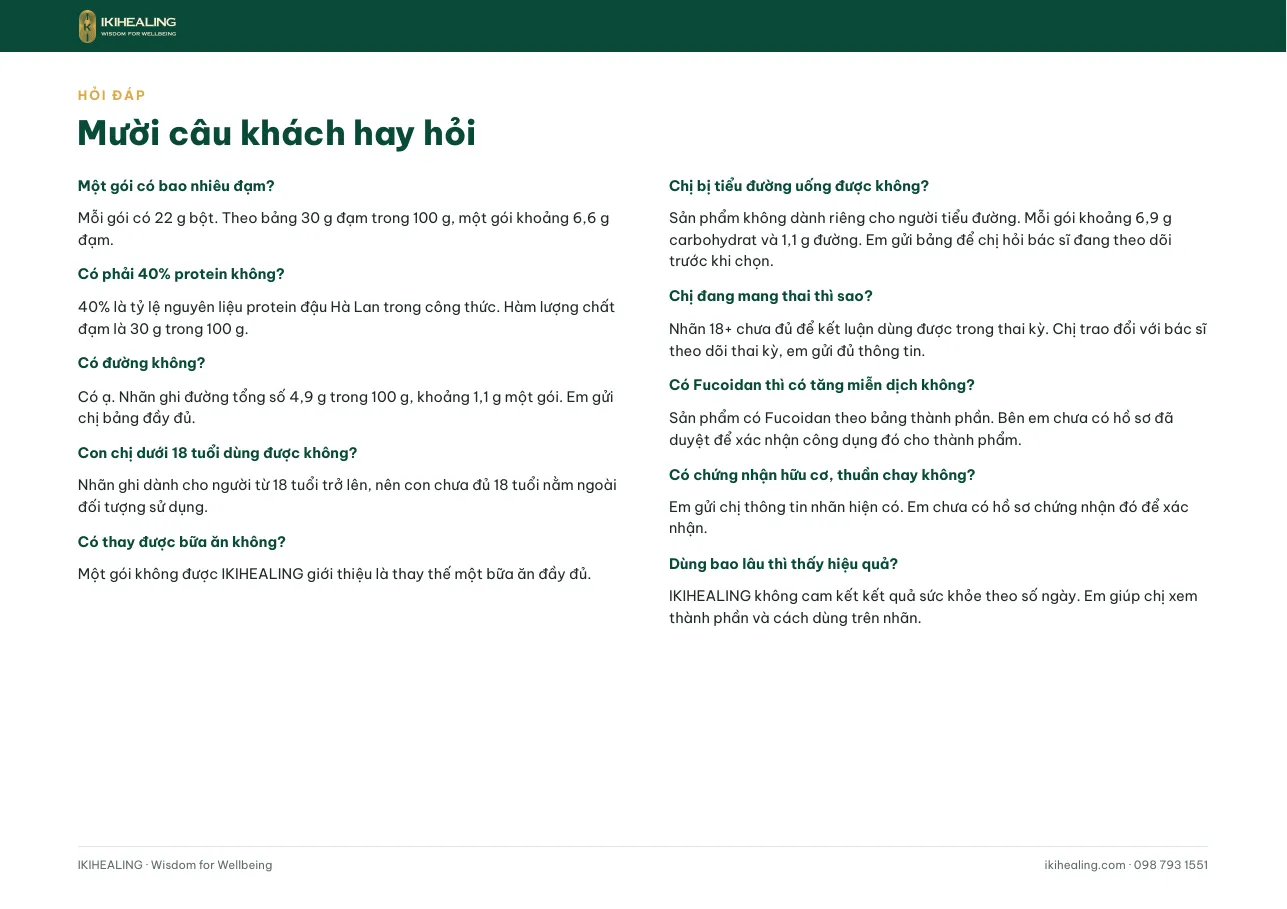 IKIHEALING
WISDOM FOR WELLBEING
HỎI ĐÁP
Mười câu khách hay hỏi
Một gói có bao nhiêu đạm?
Mỗi gói có 22 g bột. Theo bảng 30 g đạm trong 100 g, một gói khoảng 6,6 g
đạm.
Có phải 40% protein không?
40% là tỷ lệ nguyên liệu protein đậu Hà Lan trong công thức. Hàm lượng chất
đạm là 30 g trong 100 g.
Có đường không?
Có ạ. Nhãn ghi đường tổng số 4,9 g trong 100 g, khoảng 1,1 g một gói. Em gửi
chị bảng đầy đủ.
Con chị dưới 18 tuổi dùng được không?
Nhãn ghi dành cho người từ 18 tuổi trở lên, nên con chưa đủ 18 tuổi nằm ngoài
đối tượng sử dụng.
Có thay được bữa ăn không?
Một gói không được IKIHEALING giới thiệu là thay thế một bữa ăn đầy đủ.
Chị bị tiểu đường uống được không?
Sản phẩm không dành riêng cho người tiểu đường. Mỗi gói khoảng 6,9 g
carbohydrat và 1,1 g đường. Em gửi bảng để chị hỏi bác sĩ đang theo dõi
trước khi chọn.
Chị đang mang thai thì sao?
Nhãn 18+ chưa đủ để kết luận dùng được trong thai kỳ. Chị trao đổi với bác sĩ
theo dõi thai kỳ, em gửi đủ thông tin.
Có Fucoidan thì có tăng miễn dịch không?
Sản phẩm có Fucoidan theo bảng thành phần. Bên em chưa có hồ sơ đã
duyệt để xác nhận công dụng đó cho thành phẩm.
Có chứng nhận hữu cơ, thuần chay không?
Em gửi chị thông tin nhãn hiện có. Em chưa có hồ sơ chứng nhận đó để xác
nhận.
Dùng bao lâu thì thấy hiệu quả?
IKIHEALING không cam kết kết quả sức khỏe theo số ngày. Em giúp chị xem
thành phần và cách dùng trên nhãn.
IKIHEALING · Wisdom for Wellbeing
ikihealing.com · 098 793 1551